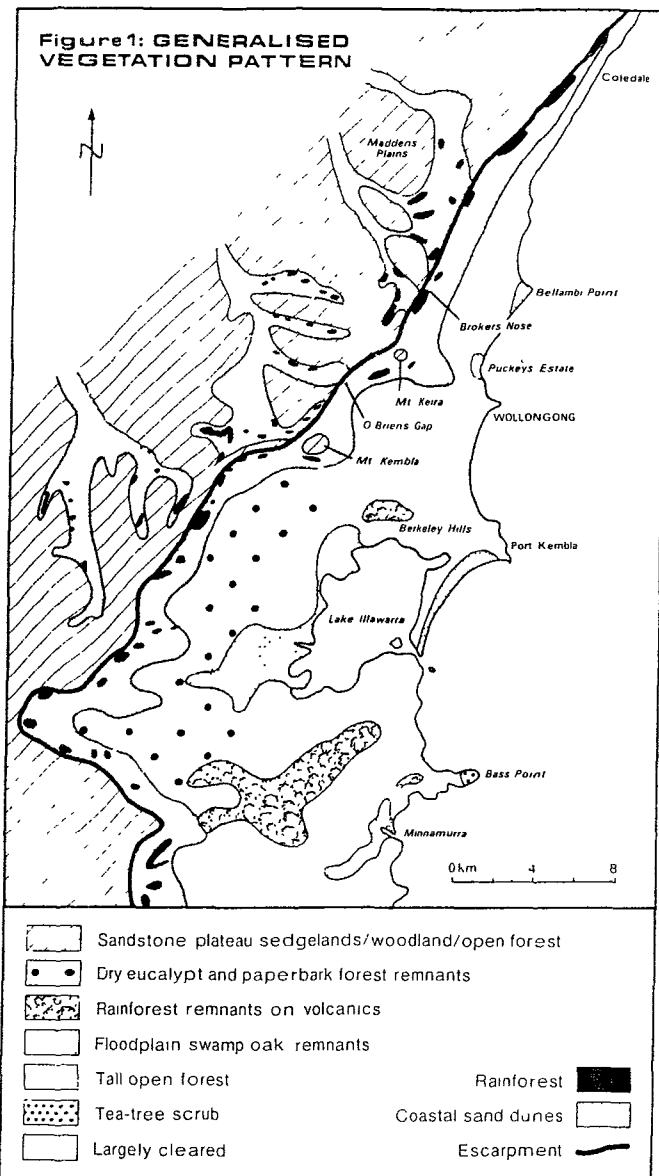 Figure 1: GENERALISED
VEGETATION PATTERN
N
Coledale
Maddens
Plains
Bellambi Point
Brokers Nose
Puckeys Estate
Mt Keira
WOLLONGONG
O Briens Gap
Mt Kembla
Berkeley Hills
Port Kembla
Lake Illawarra
Bass Point
Minnamurra
0km 4 8
Sandstone plateau sedgelands/woodland/open forest
Dry eucalypt and paperbark forest remnants
Rainforest remnants on volcanics
Floodplain swamp oak remnants
Tall open forest
Rainforest
Tea-tree scrub
Coastal sand dunes
Largely cleared
Escarpment